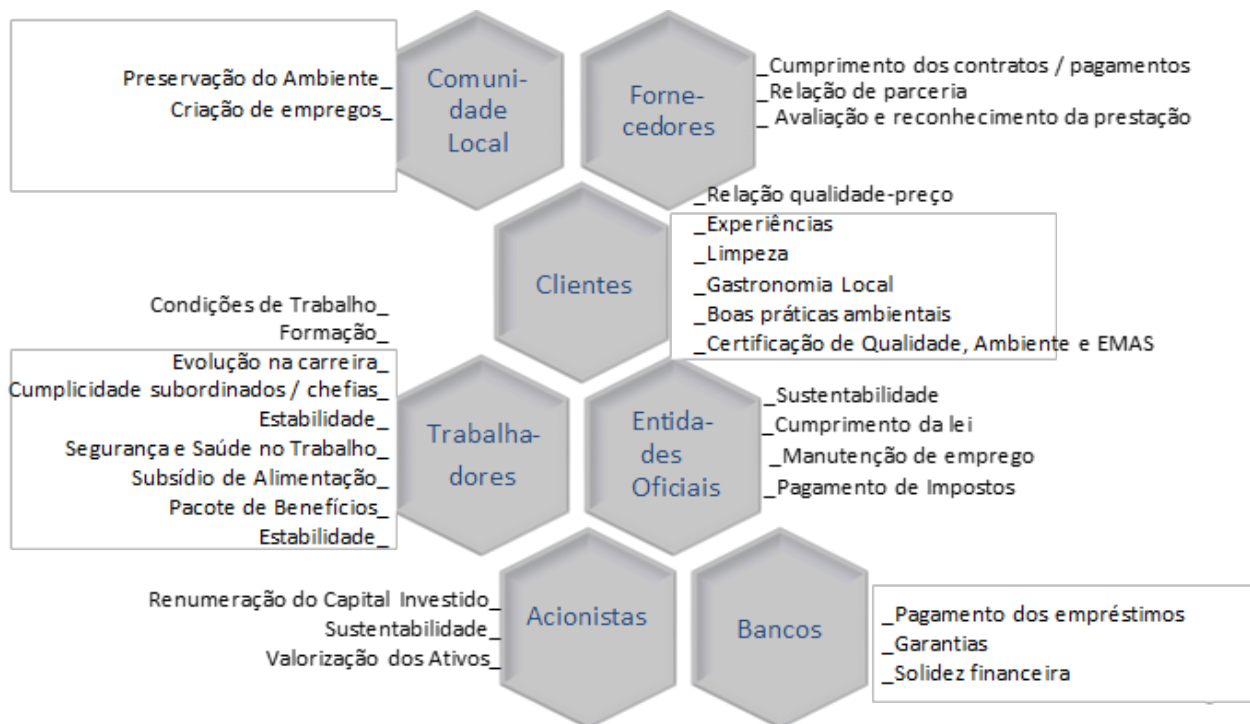 Comuni-
dade
Local
Preservação do Ambiente_
Criação de empregos_
Forne-
cedores
_Cumprimento dos contratos / pagamentos
_Relação de parceria
_ Avaliação e reconhecimento da prestação
Clientes
_Relação qualidade-preço
_Experiências
_Limpeza
_Gastronomia Local
_Boas práticas ambientais
_Certificação de Qualidade, Ambiente e EMAS
Condições de Trabalho_
Formação_
Evolução na carreira_
Cumplicidade subordinados / chefias_
Estabilidade_
Segurança e Saúde no Trabalho_
Subsídio de Alimentação_
Pacote de Benefícios_
Estabilidade_
Trabalha-
dores
Entida-
des
Oficiais
_Sustentabilidade
_Cumprimento da lei
_Manutenção de emprego
_Pagamento de Impostos
Renumeração do Capital Investido_
Sustentabilidade_
Valorização dos Ativos_
Acionistas
Bancos
_Pagamento dos empréstimos
_Garantias
_Solidez financeira